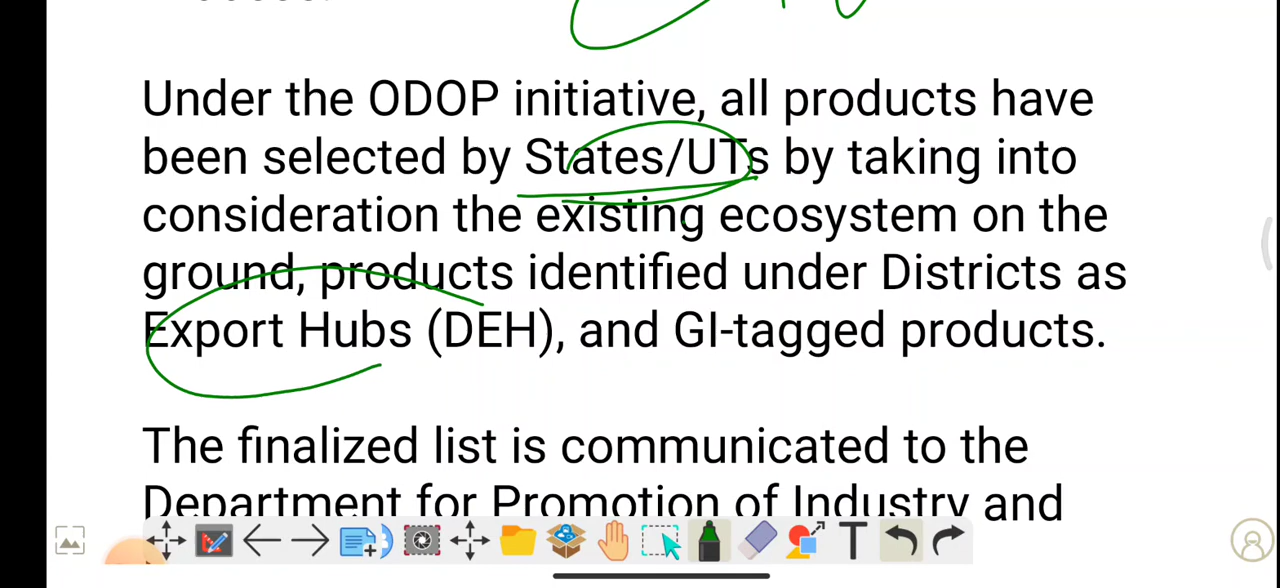 Under the ODOP initiative, all products have
been selected by States/UTs by taking into
consideration the existing ecosystem on the
ground, products identified under Districts as
Export Hubs (DEH), and GI-tagged products.
The finalized list is communicated to the
Department for Promotion of Industry and